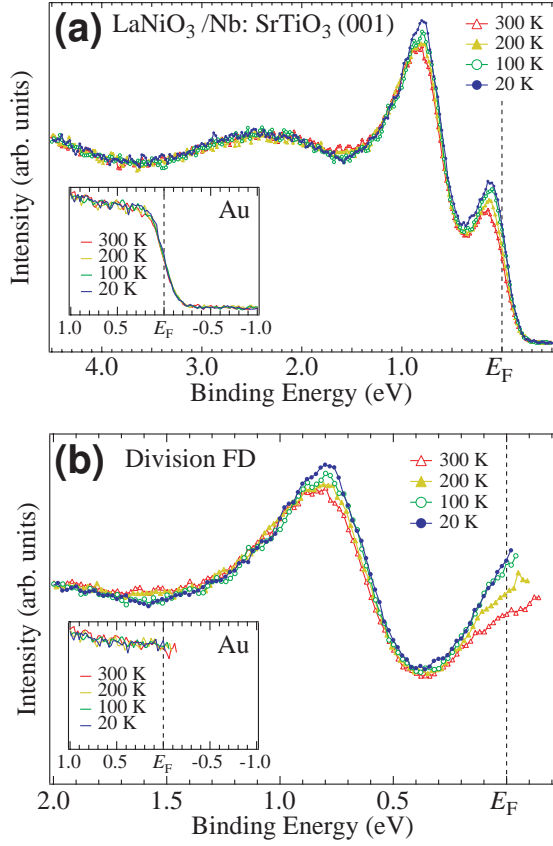 (a) LaNiO3 /Nb: SrTiO3 (001)
300 K
200 K
100 K
20 K
Intensity (arb. units)
Au
300 K
200 K
100 K
20 K
1.0 0.5 EF -0.5 -1.0
4.0 3.0 2.0 1.0 EF
Binding Energy (eV)
(b) Division FD
300 K
200 K
100 K
20 K
Intensity (arb. units)
Au
300 K
200 K
100 K
20 K
1.0 0.5 EF -0.5 -1.0
2.0 1.5 1.0 0.5 EF
Binding Energy (eV)